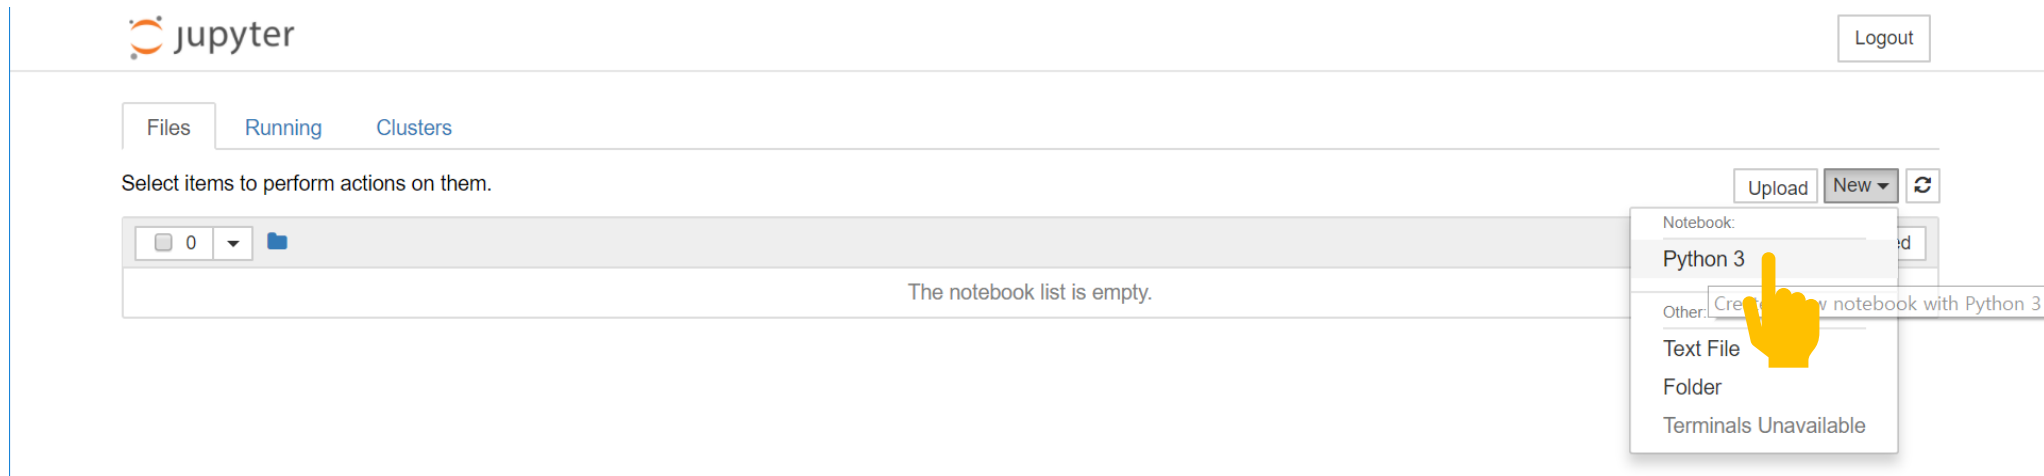 jupyter
Logout
Files Running Clusters
Select items to perform actions on them.
Upload New
0
The notebook list is empty.
Notebook:
Python 3
w notebook with Python 3
Other:
Text File
Folder
Terminals Unavailable